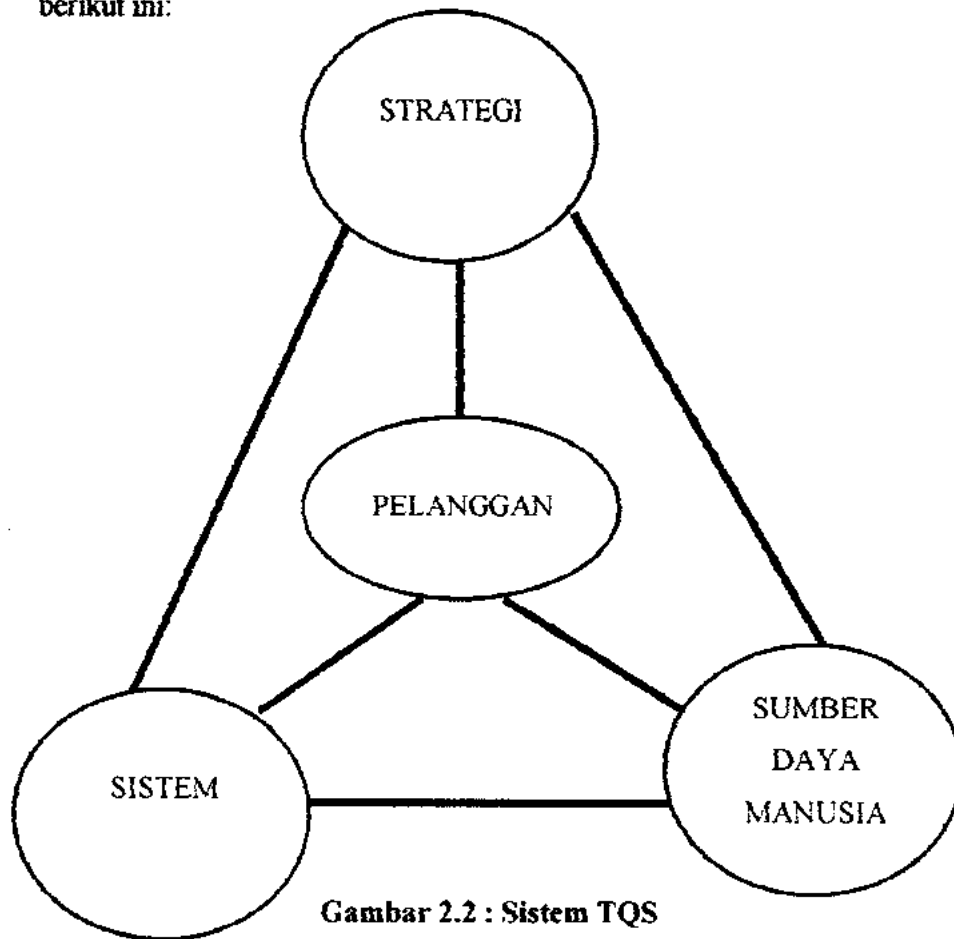 berikut ini:
STRATEGI
PELANGGAN
SISTEM
SUMBER
DAYA
MANUSIA
Gambar 2.2 : Sistem TQS